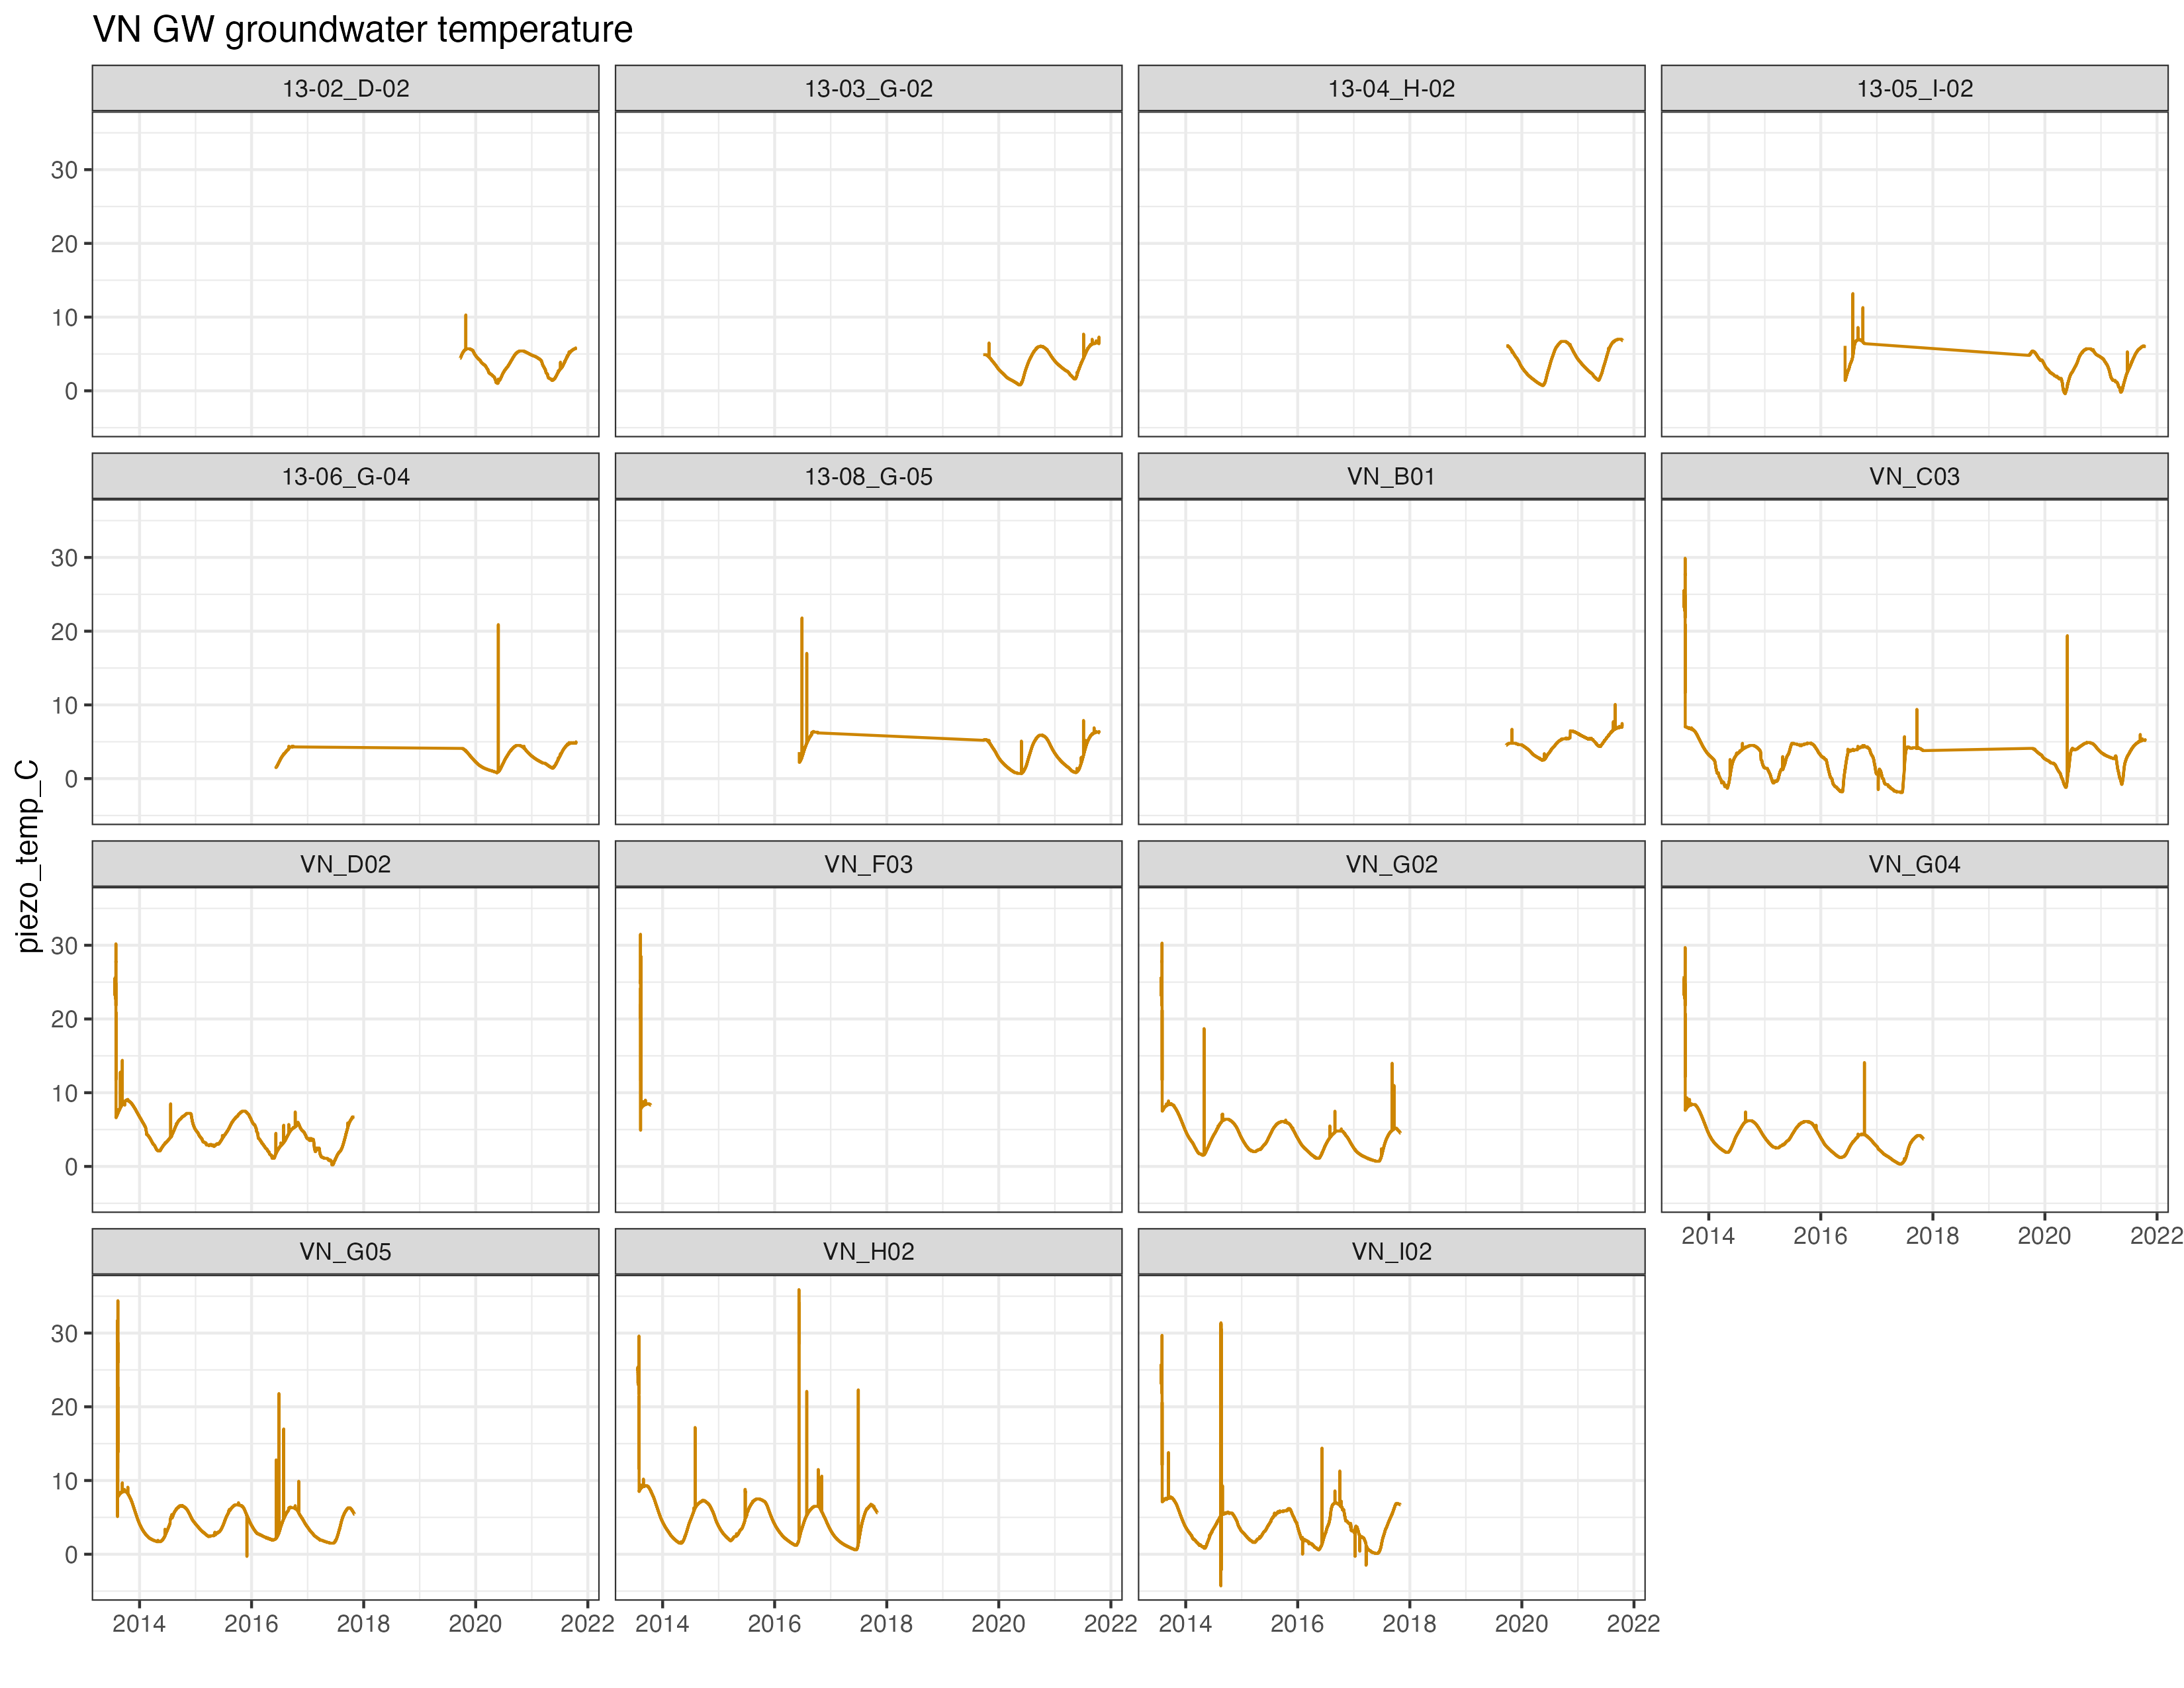 VN GW groundwater temperature
13-02_D-02
13-03_G-02
13-04_H-02
13-05_I-02
30
20
10
0
13-06_G-04
13-08_G-05
VN_B01
VN_C03
30
20
10
0
piezo_temp_C
VN_D02
VN_F03
VN_G02
VN_G04
30
20
10
0
2014 2016 2018 2020 2022
VN_G05
VN_H02
VN_I02
30
20
10
0
2014 2016 2018 2020 2022
2014 2016 2018 2020 2022
2014 2016 2018 2020 2022